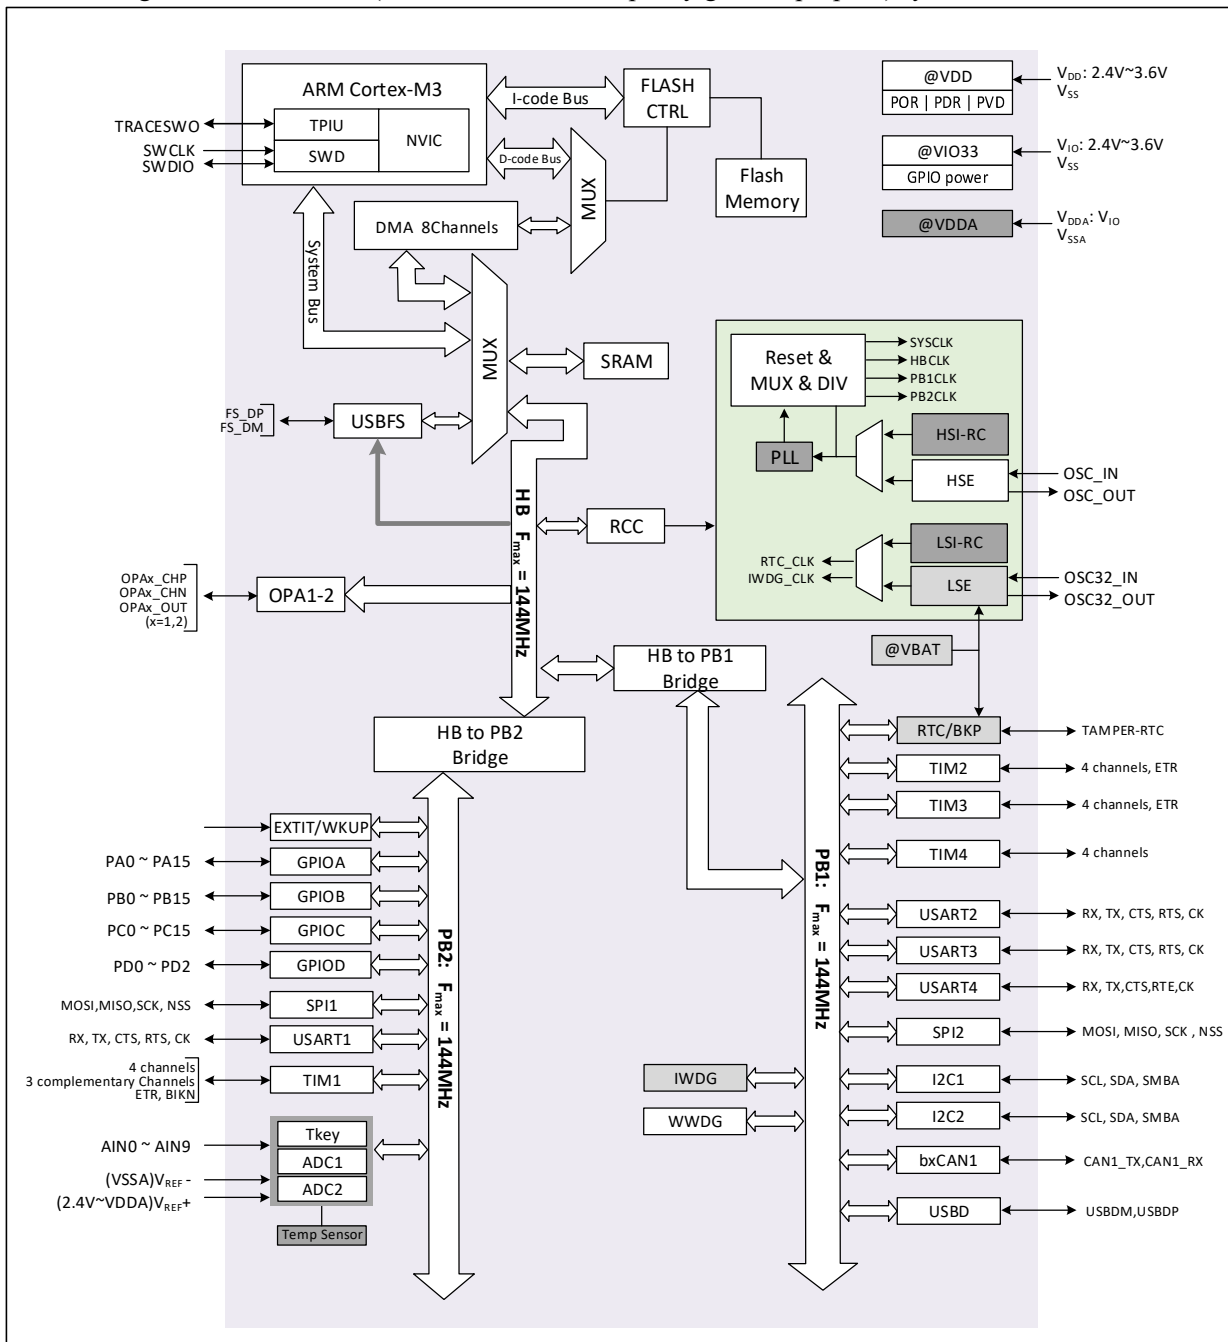 ARM Cortex-M3
TPIU
SWD
NVIC
TRACESWO
SWCLK
SWDIO
I-code Bus
D-code Bus
FLASH
CTRL
MUX
Flash
Memory
@VDD
POR | PDR | PVD
VDD: 2.4V~3.6V
VSS
@VIO33
GPIO power
VIO: 2.4V~3.6V
VSS
@VDDA
VDDA: VIO
VSSA
DMA 8Channels
System Bus
MUX
SRAM
FS_DP
FS_DM
USBFS
Reset &
MUX & DIV
SYSCLK
HBCLK
PB1CLK
PB2CLK
PLL
HSI-RC
HSE
OSC_IN
OSC_OUT
HB Fmax = 144MHz
RCC
LSI-RC
LSE
RTC_CLK
IWDG_CLK
OSC32_IN
OSC32_OUT
OPAx_CHP
OPAx_CHN
OPAx_OUT
(x=1,2)
OPA1-2
@VBAT
HB to PB1
Bridge
HB to PB2
Bridge
RTC/BKP
TAMPER-RTC
TIM2
4 channels, ETR
TIM3
4 channels, ETR
TIM4
4 channels
PB1: Fmax = 144MHz
USART2
RX, TX, CTS, RTS, CK
USART3
RX, TX, CTS, RTS, CK
USART4
RX, TX,CTS,RTE,CK
SPI2
MOSI, MISO, SCK , NSS
IWDG
WWDG
I2C1
SCL, SDA, SMBA
I2C2
SCL, SDA, SMBA
bxCAN1
CAN1_TX,CAN1_RX
USBD
USBDM,USBDP
EXTIT/WKUP
PA0 ~ PA15
GPIOA
PB0 ~ PB15
GPIOB
PC0 ~ PC15
GPIOC
PD0 ~ PD2
GPIOD
MOSI,MISO,SCK, NSS
SPI1
RX, TX, CTS, RTS, CK
USART1
4 channels
3 complementary Channels
ETR, BIKN
TIM1
PB2: Fmax = 144MHz
AIN0 ~ AIN9
(VSSA)VREF -
(2.4V~VDDA)VREF+
Tkey
ADC1
ADC2
Temp Sensor